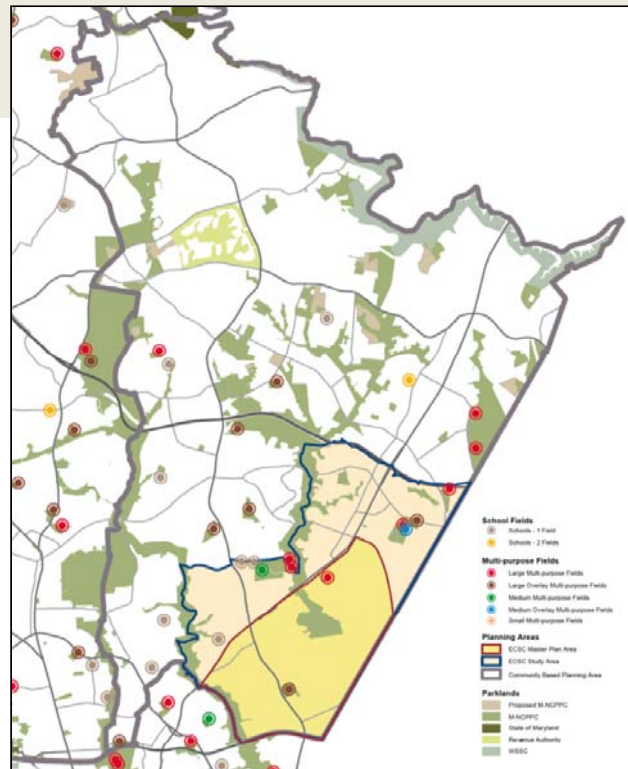 School Fields
Schools - 1 Field
Schools - 2 Fields
Multi-purpose Fields
Large Multi-purpose Fields
Large Overlay Multi-purpose Fields
Medium Multi-purpose Fields
Medium Overlay Multi-purpose Fields
Small Multi-purpose Fields
Planning Areas
ECSC Master Plan Area
ECSC Study Area
Community Based Planning Area
Parklands
Proposed M-NCPPC
M-NCPPC
State of Maryland
Revenue Authority
WSSC